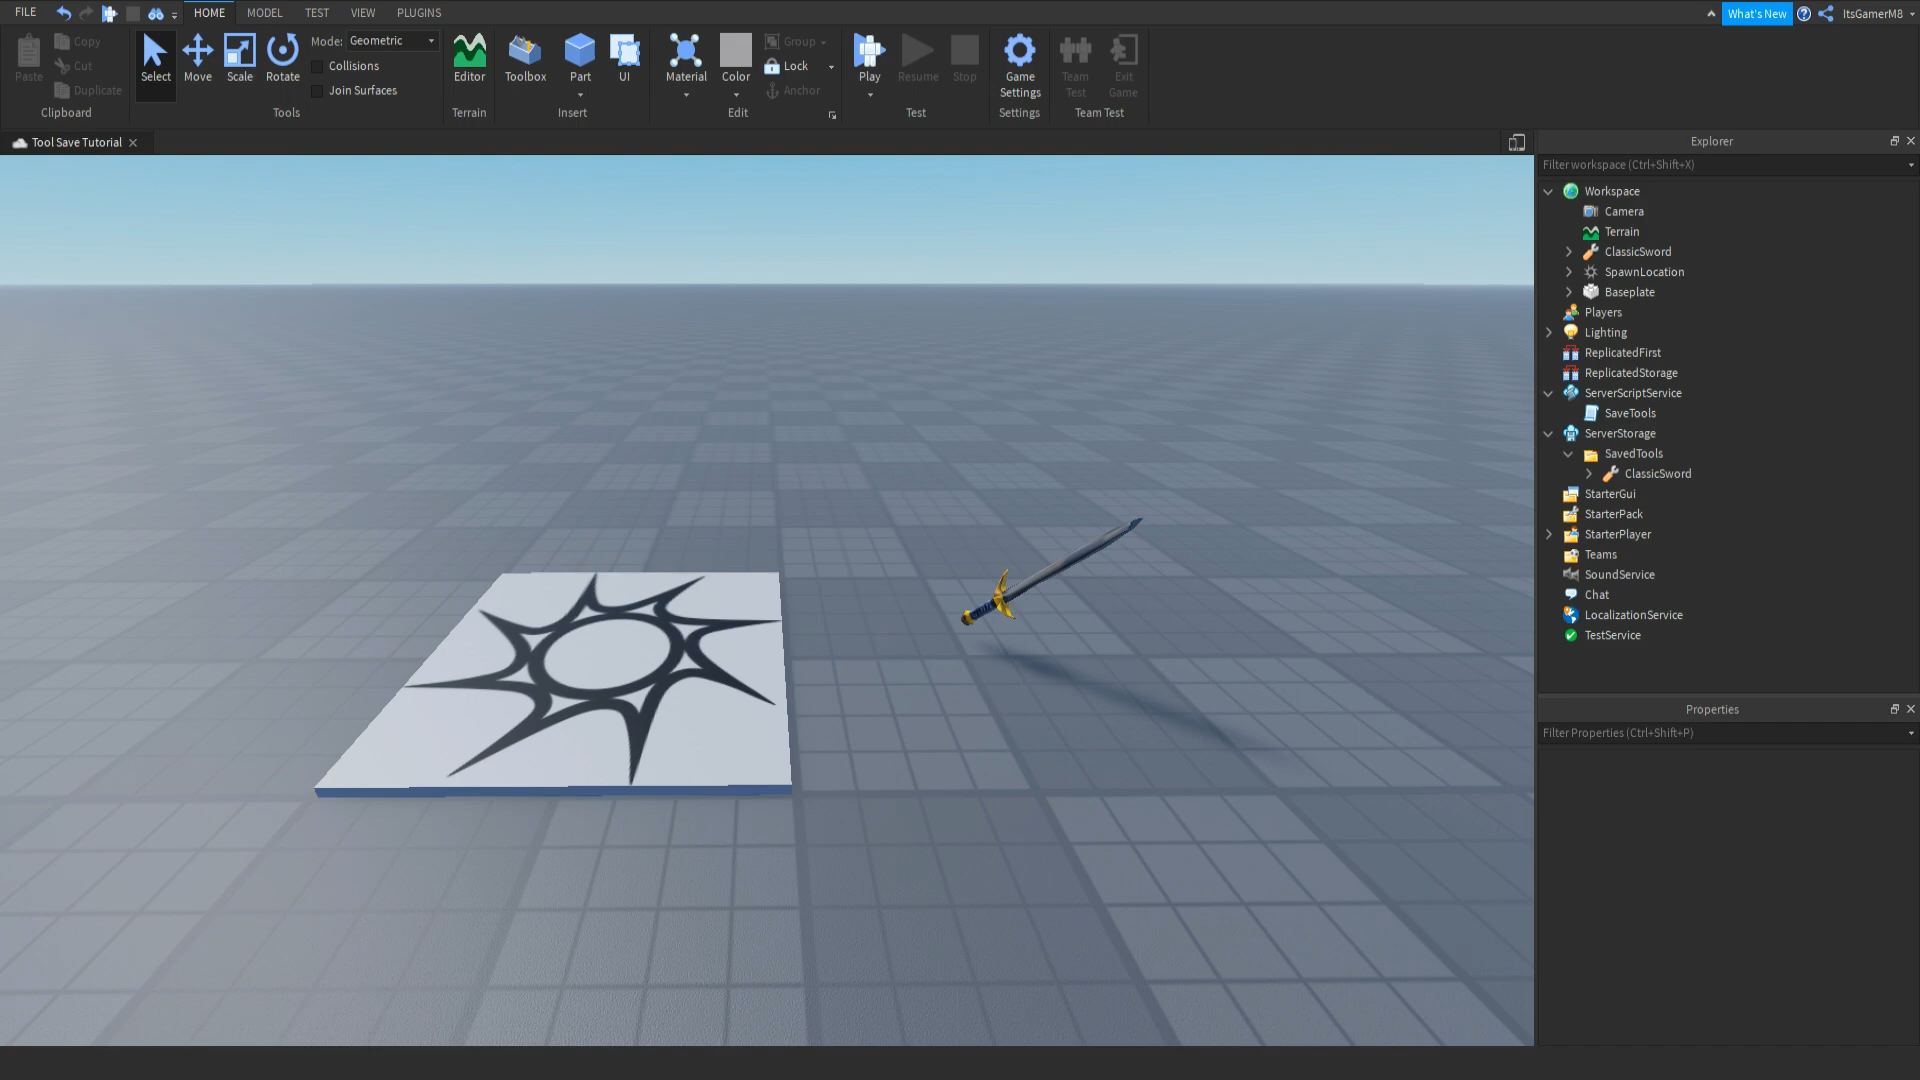 FILE HOME MODEL TEST VIEW PLUGINS What's New ItsGamerM8
Paste Copy Cut Duplicate
Clipboard
Select Move Scale Rotate Mode: Geometric
Collisions
Join Surfaces
Tools
Editor
Terrain
Toolbox Part UI
Insert
Material Color Group Lock Anchor
Edit
Play Resume Stop
Test
Game Settings
Settings
Team Test Exit Game
Team Test
Tool Save Tutorial
Explorer
Filter workspace (Ctrl+Shift+X)
Workspace
Camera
Terrain
ClassicSword
SpawnLocation
Baseplate
Players
Lighting
ReplicatedFirst
ReplicatedStorage
ServerScriptService
SaveTools
ServerStorage
SavedTools
ClassicSword
StarterGui
StarterPack
StarterPlayer
Teams
SoundService
Chat
LocalizationService
TestService
Properties
Filter Properties (Ctrl+Shift+P)